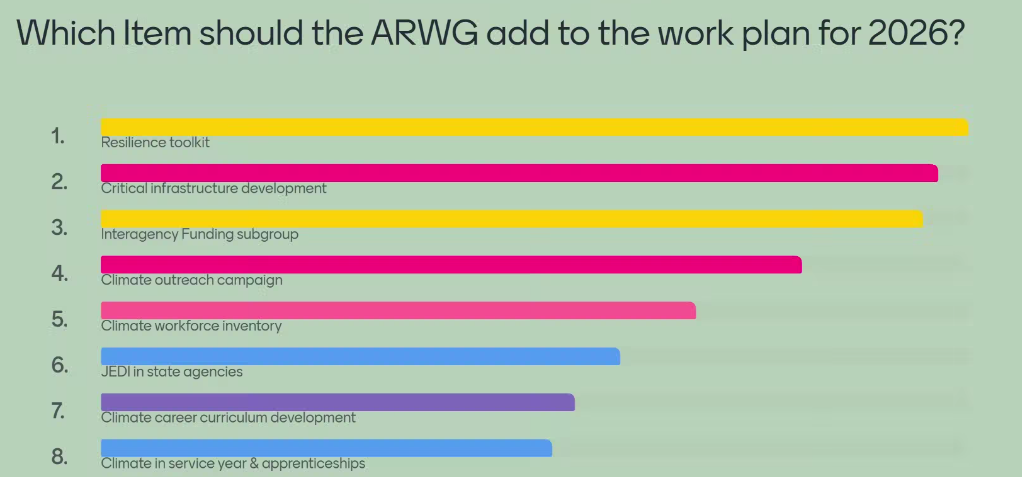 Which Item should the ARWG add to the work plan for 2026?
1.
Resilience toolkit
2.
Critical infrastructure development
3.
Interagency Funding subgroup
4.
Climate outreach campaign
5.
Climate workforce inventory
6.
JEDI in state agencies
7.
Climate career curriculum development
8.
Climate in service year & apprenticeships